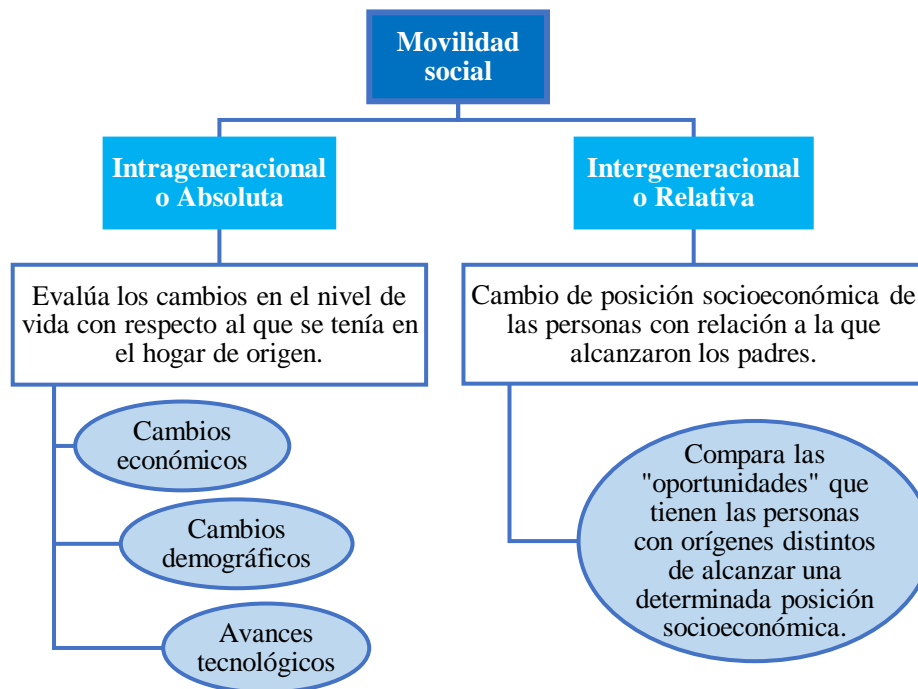 Movilidad
social
Intrageneracional
o Absoluta
Evalúa los cambios en el nivel de
vida con respecto al que se tenía en
el hogar de origen.
Cambios
económicos
Cambios
demográficos
Avances
tecnológicos
Intergeneracional
o Relativa
Cambio de posición socioeconómica de
las personas con relación a la que
alcanzaron los padres.
Compara las
"oportunidades" que
tienen las personas
con orígenes distintos
de alcanzar una
determinada posición
socioeconómica.